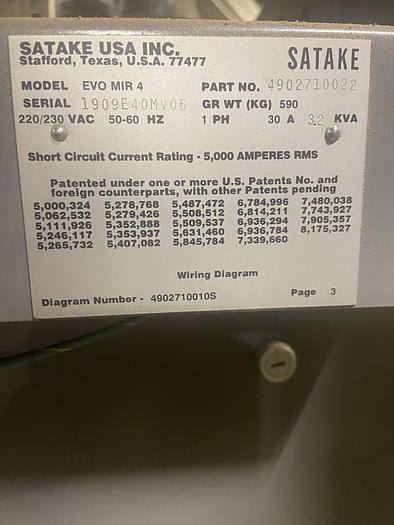 SATAKE USA INC.
Stafford, Texas, U.S.A. 77477
SATAKE
MODEL EVO MIR 4 PART NO. 4902710022
SERIAL 1909E40MV06 GR WT (KG) 590
220/230 VAC 50-60 HZ 1 PH 30 A 3.2 KVA
Short Circuit Current Rating - 5,000 AMPERES RMS
Patented under one or more U.S. Patents No. and
foreign counterparts, with other Patents pending
5,000,324 5,278,768 5,487,472 6,784,996 7,480,038
5,062,532 5,279,426 5,508,512 6,814,211 7,743,927
5,111,926 5,352,888 5,509,537 6,936,294 7,905,357
5,246,117 5,353,937 5,631,460 6,936,784 8,175,327
5,265,732 5,407,082 5,845,784 7,339,660
Wiring Diagram
Diagram Number - 4902710010S Page 3